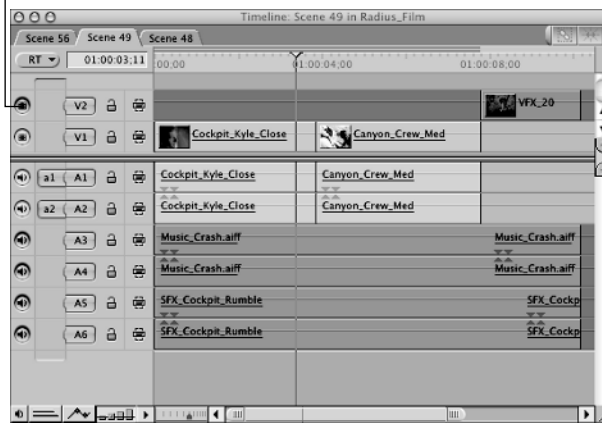 Timeline: Scene 49 in Radius_Film
Scene 56 Scene 49 Scene 48
RT 01:00:03;11 :00;00 01:00:04;00 01:00:08;00
V2 VFX_20
V1 Cockpit_Kyle_Close Canyon_Crew_Med
a1 A1 Cockpit_Kyle_Close Canyon_Crew_Med
a2 A2 Cockpit_Kyle_Close Canyon_Crew_Med
A3 Music_Crash.aiff Music_Crash.aiff
A4 Music_Crash.aiff Music_Crash.aiff
A5 SFX_Cockpit_Rumble SFX_Cockp
A6 SFX_Cockpit_Rumble SFX_Cockp